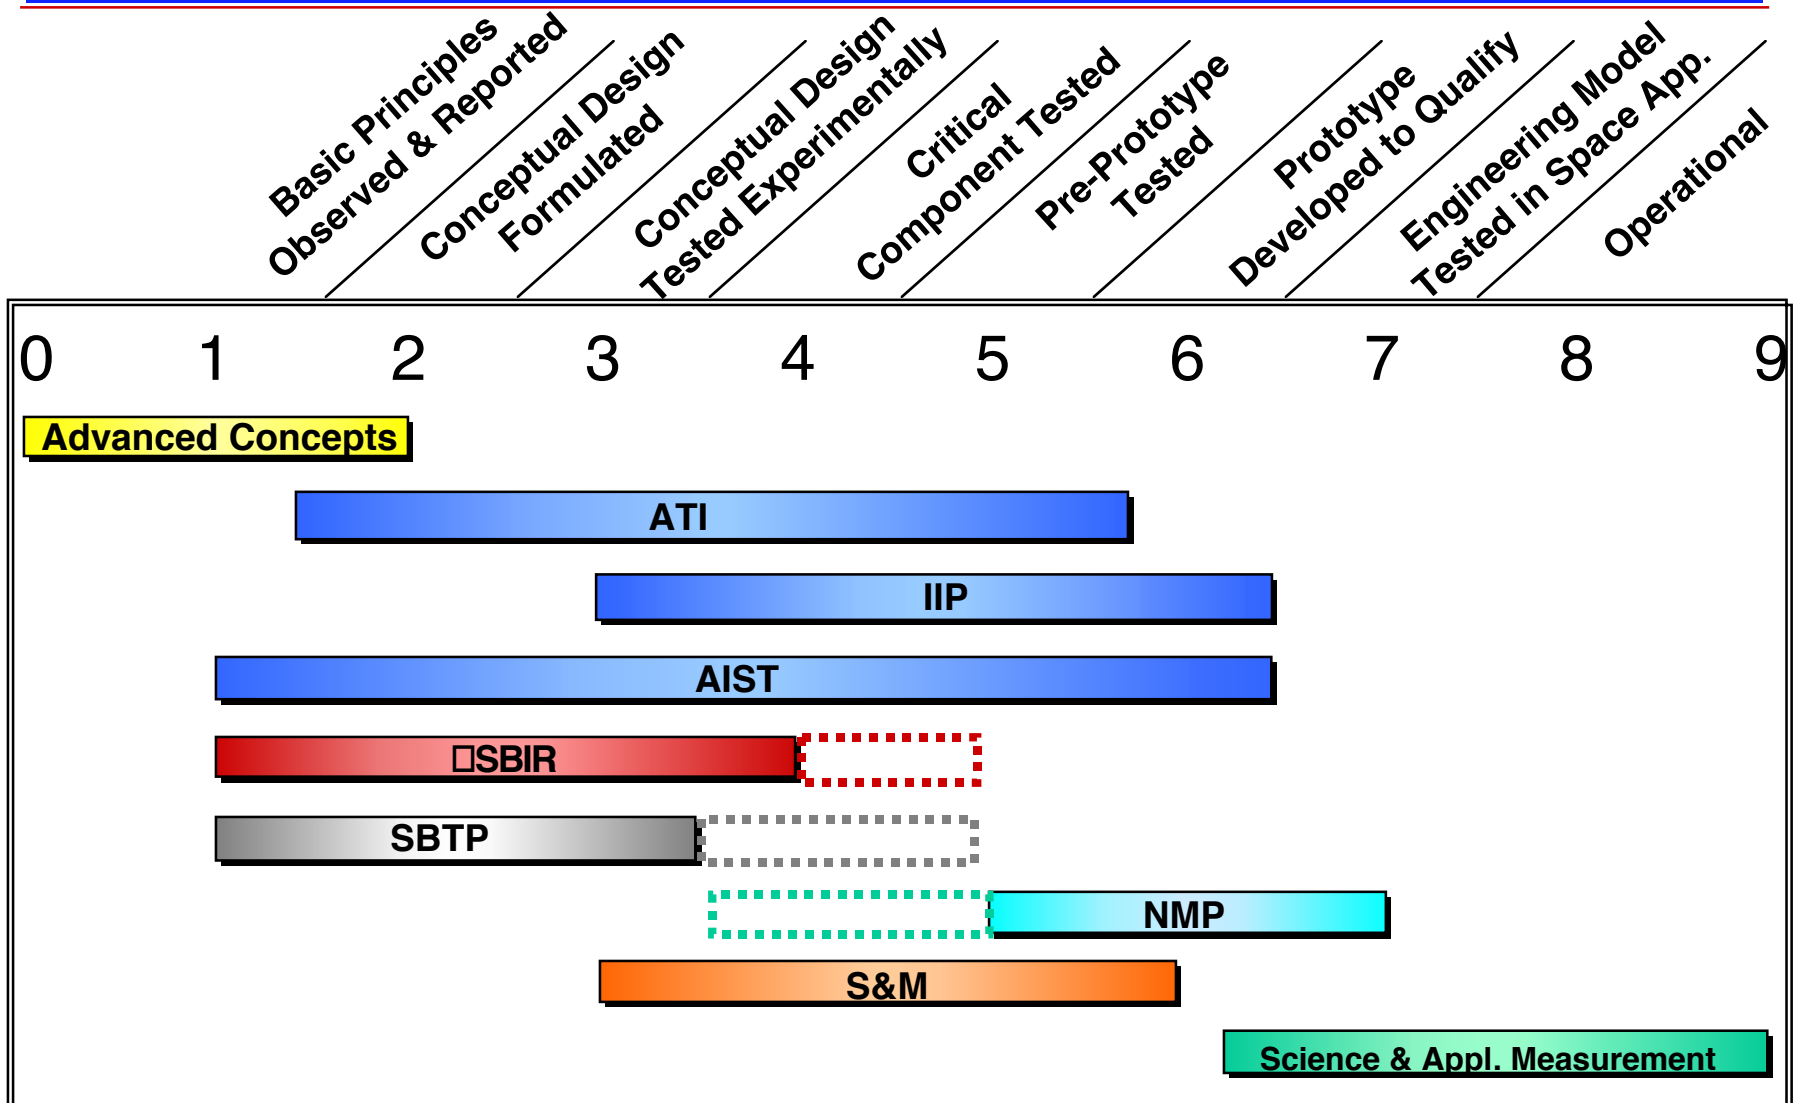 Basic Principles
Observed & Reported
Conceptual Design
Formulated
Conceptual Design
Tested Experimentally
Critical
Component Tested
Pre-Prototype
Tested
Prototype
Developed to Qualify
Engineering Model
Tested in Space App.
Operational
0 1 2 3 4 5 6 7 8 9
Advanced Concepts
ATI
IIP
AIST
□SBIR
SBTP
NMP
S&M
Science & Appl. Measurement